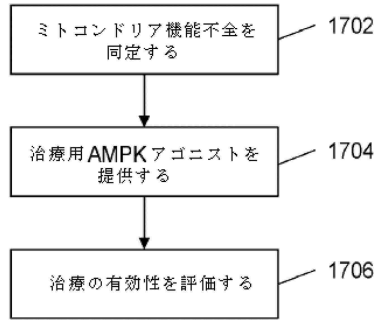 ミトコンドリア機能不全を
同定する
1702
治療用AMPKアゴニストを
提供する
1704
治療の有効性を評価する
1706